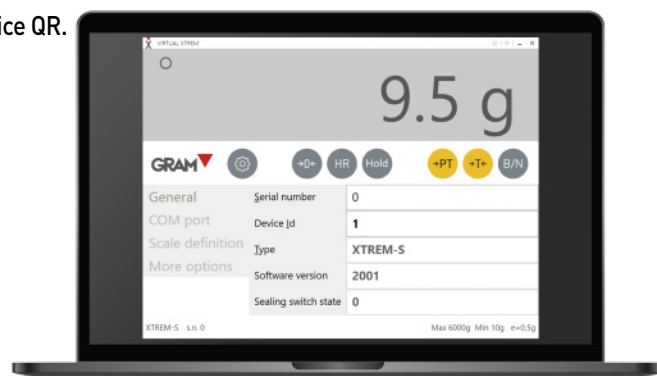 ice QR.
VIRTUAL XTREM
9.5 g
GRAM →0← HR Hold →PT →T← B/N
General Serial number 0
COM port Device Id 1
Scale definition Type XTREM-S
More options Software version 2001
Sealing switch state 0
XTREM-S s.n. 0 Max 6000g Min 10g e=0,5g